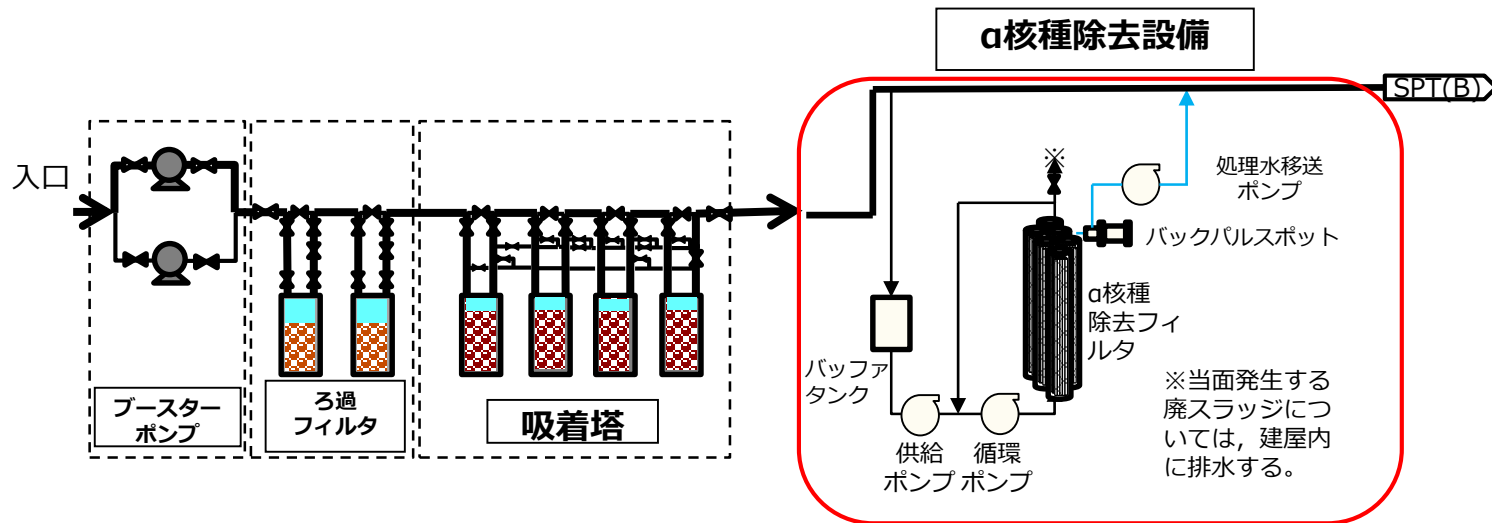 α核種除去設備
SPT(B)
入口
※
処理水移送
ポンプ
バックパルスポット
α核種
除去フィ
ルタ
バッファ
タンク
※当面発生する
廃スラッジにつ
いては，建屋内
に排水する。
ブースター
ポンプ
ろ過
フィルタ
吸着塔
供給
ポンプ
循環
ポンプ